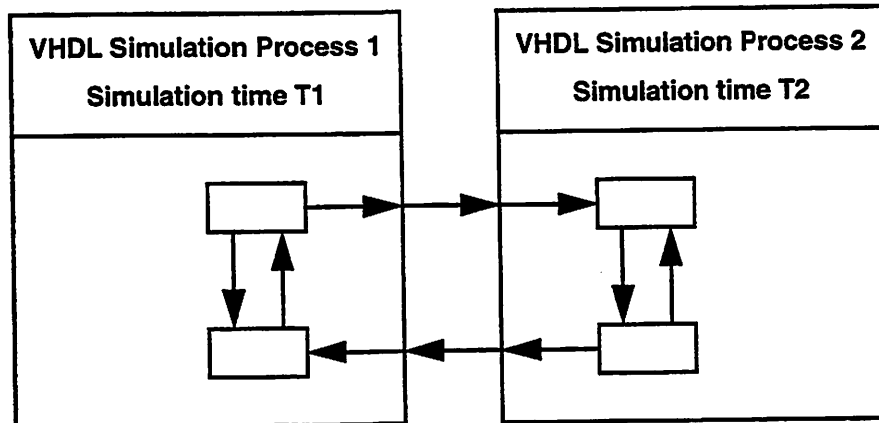 VHDL Simulation Process 1
Simulation time T1
VHDL Simulation Process 2
Simulation time T2